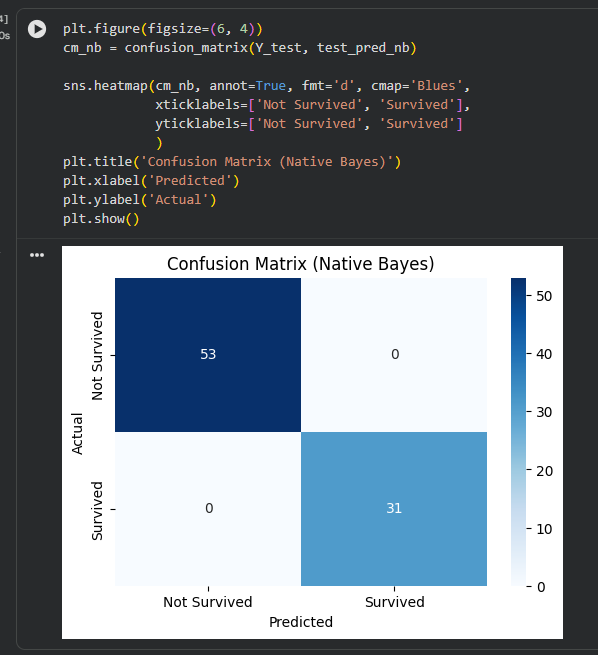 4]
0s
plt.figure(figsize=(6, 4))
cm_nb = confusion_matrix(Y_test, test_pred_nb)
sns.heatmap(cm_nb, annot=True, fmt='d', cmap='Blues',
xticklabels=['Not Survived', 'Survived'],
yticklabels=['Not Survived', 'Survived']
)
plt.title('Confusion Matrix (Native Bayes)')
plt.xlabel('Predicted')
plt.ylabel('Actual')
plt.show()
Confusion Matrix (Native Bayes)
Actual
Not Survived
53
0
Survived
0
31
Not Survived
Survived
Predicted
50
40
30
20
10
0